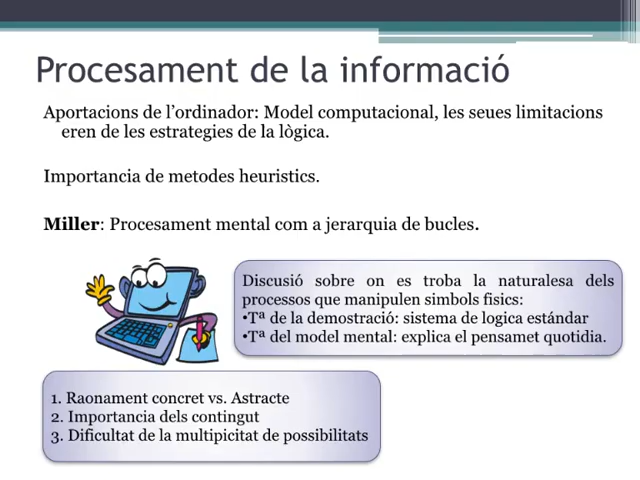 Procesament de la informació
Aportacions de l'ordinador: Model computacional, les seues limitacions
eren de les estrategies de la lògica.
Importancia de metodes heuristics.
Miller: Procesament mental com a jerarquia de bucles.
Discusió sobre on es troba la naturalesa dels
procesos que manipulen simbols fisics:
•Tª de la demostració: sistema de logica estándar
•Tª del model mental: explica el pensamet quotidia.
1. Raonament concret vs. Astracte
2. Importancia dels contingut
3. Dificultat de la multipicitat de possibilitats